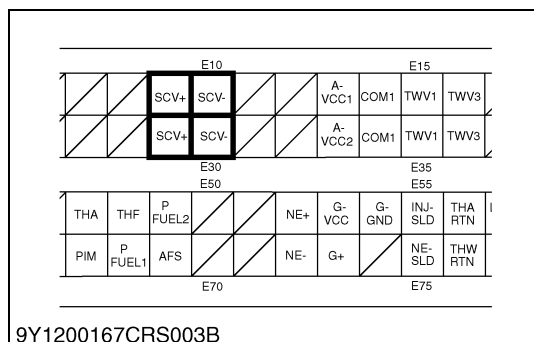 E10 E15
SCV+ SCV- A-VCC1 COM1 TWV1 TWV3
SCV+ SCV- A-VCC2 COM1 TWV1 TWV3
E30 E35
E50 E55
THA THF P FUEL2 NE+ G-VCC G-GND INJ-SLD THA RTN
PIM P FUEL1 AFS NE- G+ NE-SLD THW RTN
E70 E75
9Y1200167CRS003B